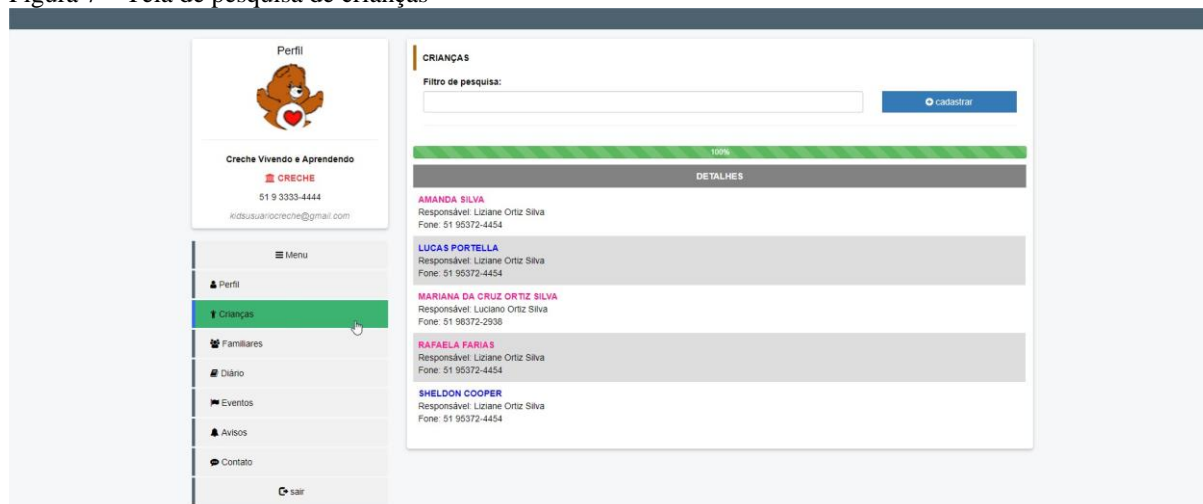 Figura 7 – Tela de pesquisa de crianças
Perfil
Creche Vivendo e Aprendendo
CRECHE
51 9 3333-4444
kidsusuariocreche@gmail.com
Menu
Perfil
Crianças
Familiares
Diário
Eventos
Avisos
Contato
sair
CRIANÇAS
Filtro de pesquisa:
cadastrar
100%
DETALHES
AMANDA SILVA
Responsável: Liziane Ortiz Silva
Fone: 51 95372-4454
LUCAS PORTELLA
Responsável: Liziane Ortiz Silva
Fone: 51 95372-4454
MARIANA DA CRUZ ORTIZ SILVA
Responsável: Luciano Ortiz Silva
Fone: 51 98372-2938
RAFAELA FARIAS
Responsável: Liziane Ortiz Silva
Fone: 51 95372-4454
SHELDON COOPER
Responsável: Liziane Ortiz Silva
Fone: 51 95372-4454